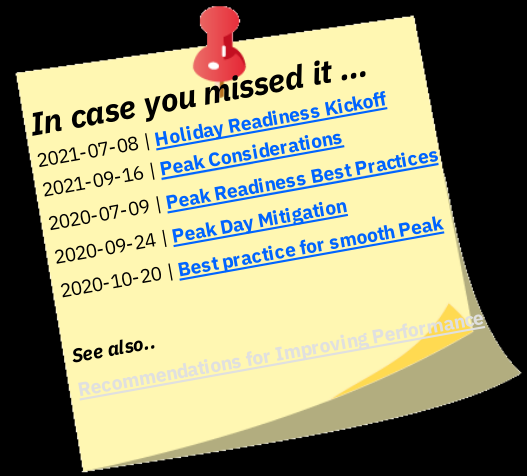 In case you missed it ...
2021-07-08 | Holiday Readiness Kickoff
2021-09-16 | Peak Considerations
2020-07-09 | Peak Readiness Best Practices
2020-09-24 | Peak Day Mitigation
2020-10-20 | Best practice for smooth Peak
See also..
Recommendations for Improving Performance